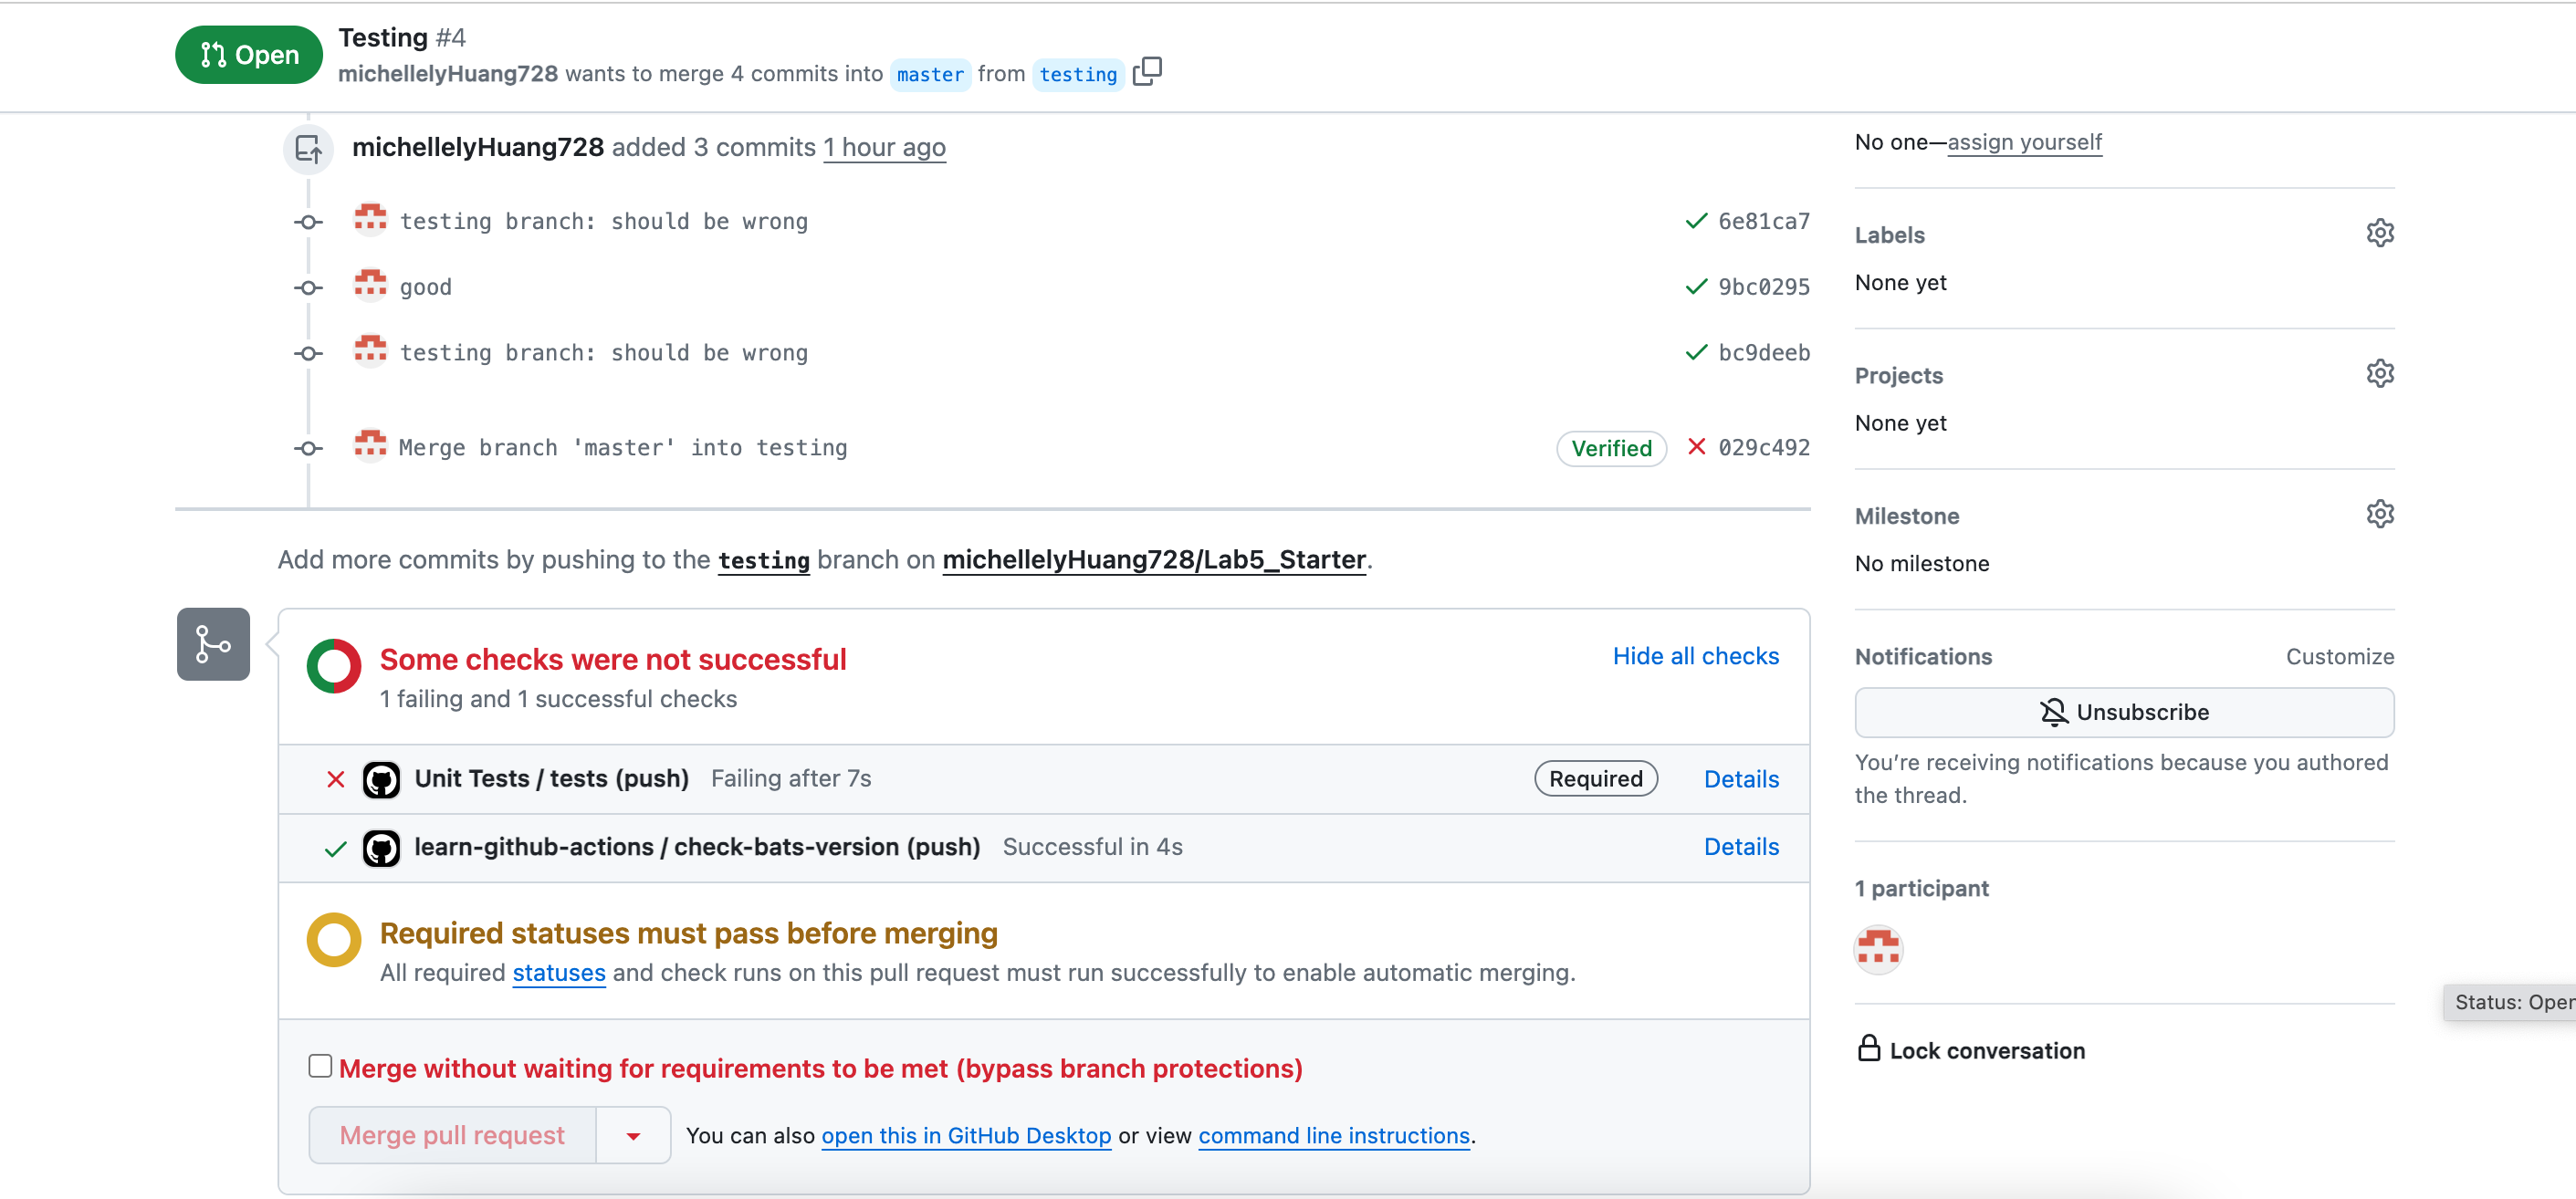 Open
Testing #4
michellelyHuang728 wants to merge 4 commits into master from testing
michellelyHuang728 added 3 commits 1 hour ago
testing branch: should be wrong 6e81ca7
good 9bc0295
testing branch: should be wrong bc9deeb
Merge branch 'master' into testing Verified 029c492
Add more commits by pushing to the testing branch on michellelyHuang728/Lab5_Starter.
Some checks were not successful
Hide all checks
1 failing and 1 successful checks
Unit Tests / tests (push) Failing after 7s Required Details
learn-github-actions / check-bats-version (push) Successful in 4s Details
Required statuses must pass before merging
All required statuses and check runs on this pull request must run successfully to enable automatic merging.
Merge without waiting for requirements to be met (bypass branch protections)
Merge pull request
You can also open this in GitHub Desktop or view command line instructions.
No one—assign yourself
Labels
None yet
Projects
None yet
Milestone
No milestone
Notifications Customize
Unsubscribe
You're receiving notifications because you authored
the thread.
1 participant
Status: Open
Lock conversation